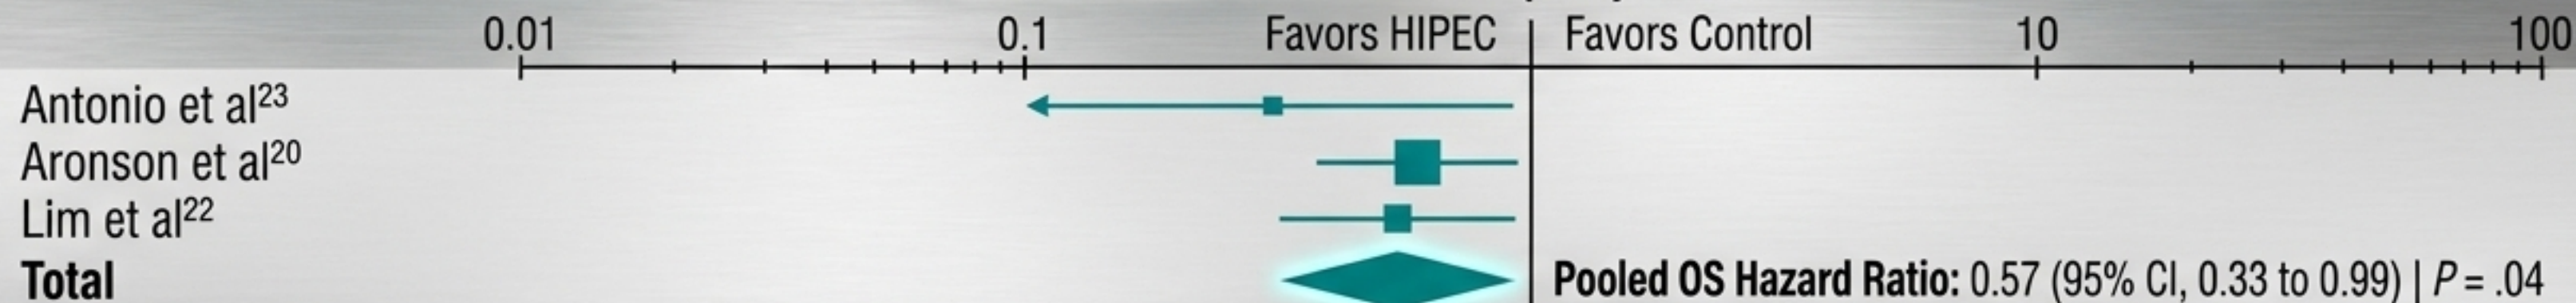 0.01 0.1 Favors HIPEC Favors Control 10 100
Antonio et al23
Aronson et al20
Lim et al22
Total Pooled OS Hazard Ratio: 0.57 (95% CI, 0.33 to 0.99) | P = .04